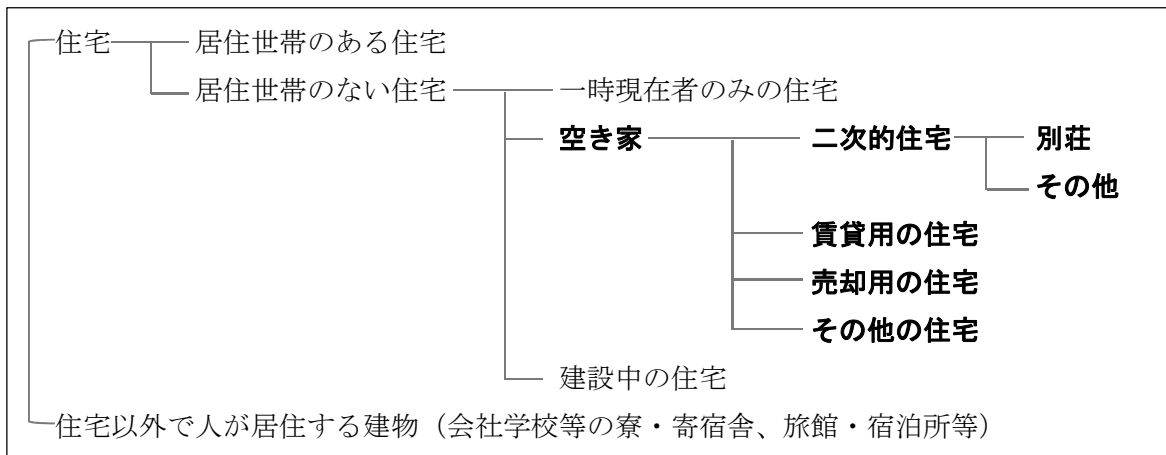 住宅 居住世帯のある住宅
居住世帯のない住宅 一時現在者のみの住宅
空き家 二次的住宅 別荘
その他
賃貸用の住宅
売却用の住宅
その他の住宅
建設中の住宅
住宅以外で人が居住する建物（会社学校等の寮・寄宿舎、旅館・宿泊所等）